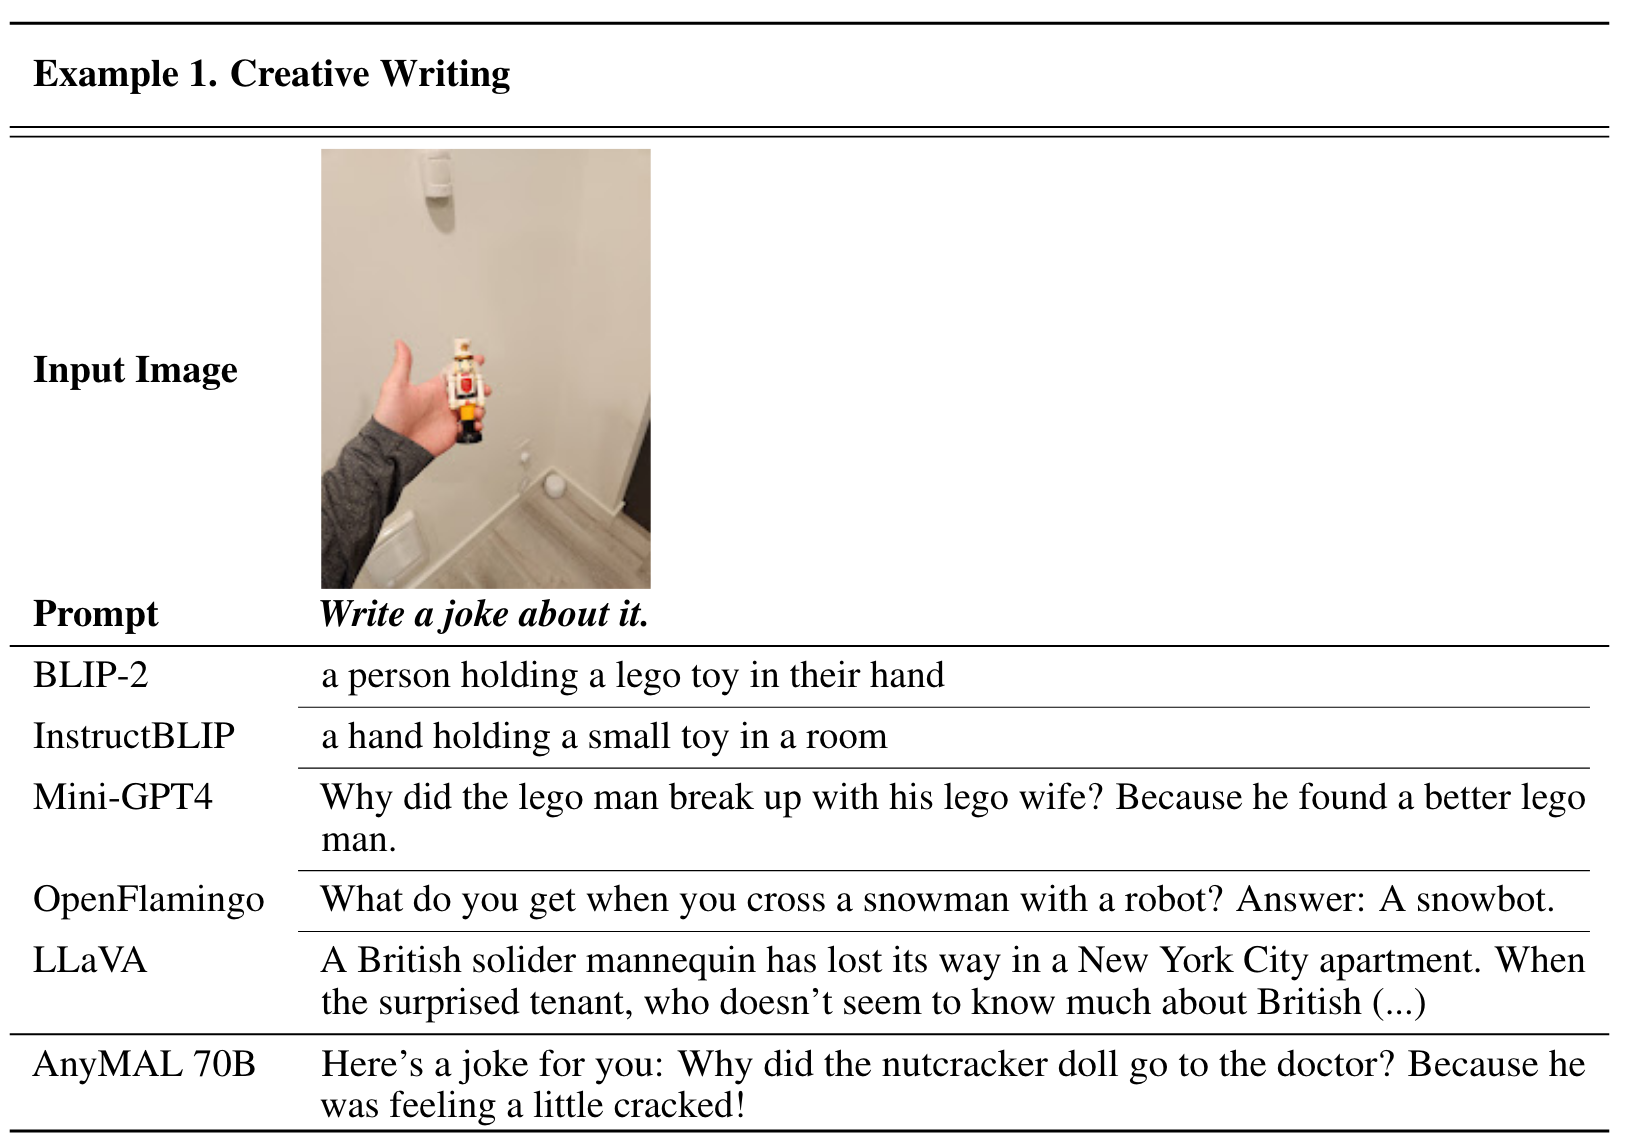 Example 1. Creative Writing
Input Image
Prompt Write a joke about it.
BLIP-2 a person holding a lego toy in their hand
InstructBLIP a hand holding a small toy in a room
Mini-GPT4 Why did the lego man break up with his lego wife? Because he found a better lego
man.
OpenFlamingo What do you get when you cross a snowman with a robot? Answer: A snowbot.
LLaVA A British solider mannequin has lost its way in a New York City apartment. When
the surprised tenant, who doesn't seem to know much about British (...)
AnyMAL 70B Here's a joke for you: Why did the nutcracker doll go to the doctor? Because he
was feeling a little cracked!